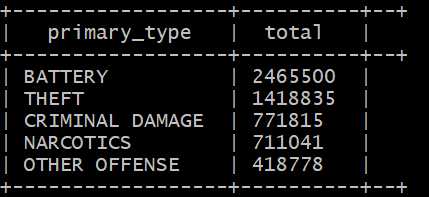 +------------------+----------+--+
|   primary_type   |  total   |
+------------------+----------+--+
| BATTERY          | 2465500  |
| THEFT            | 1418835  |
| CRIMINAL DAMAGE  | 771815   |
| NARCOTICS        | 711041   |
| OTHER OFFENSE    | 418778   |
+------------------+----------+--+